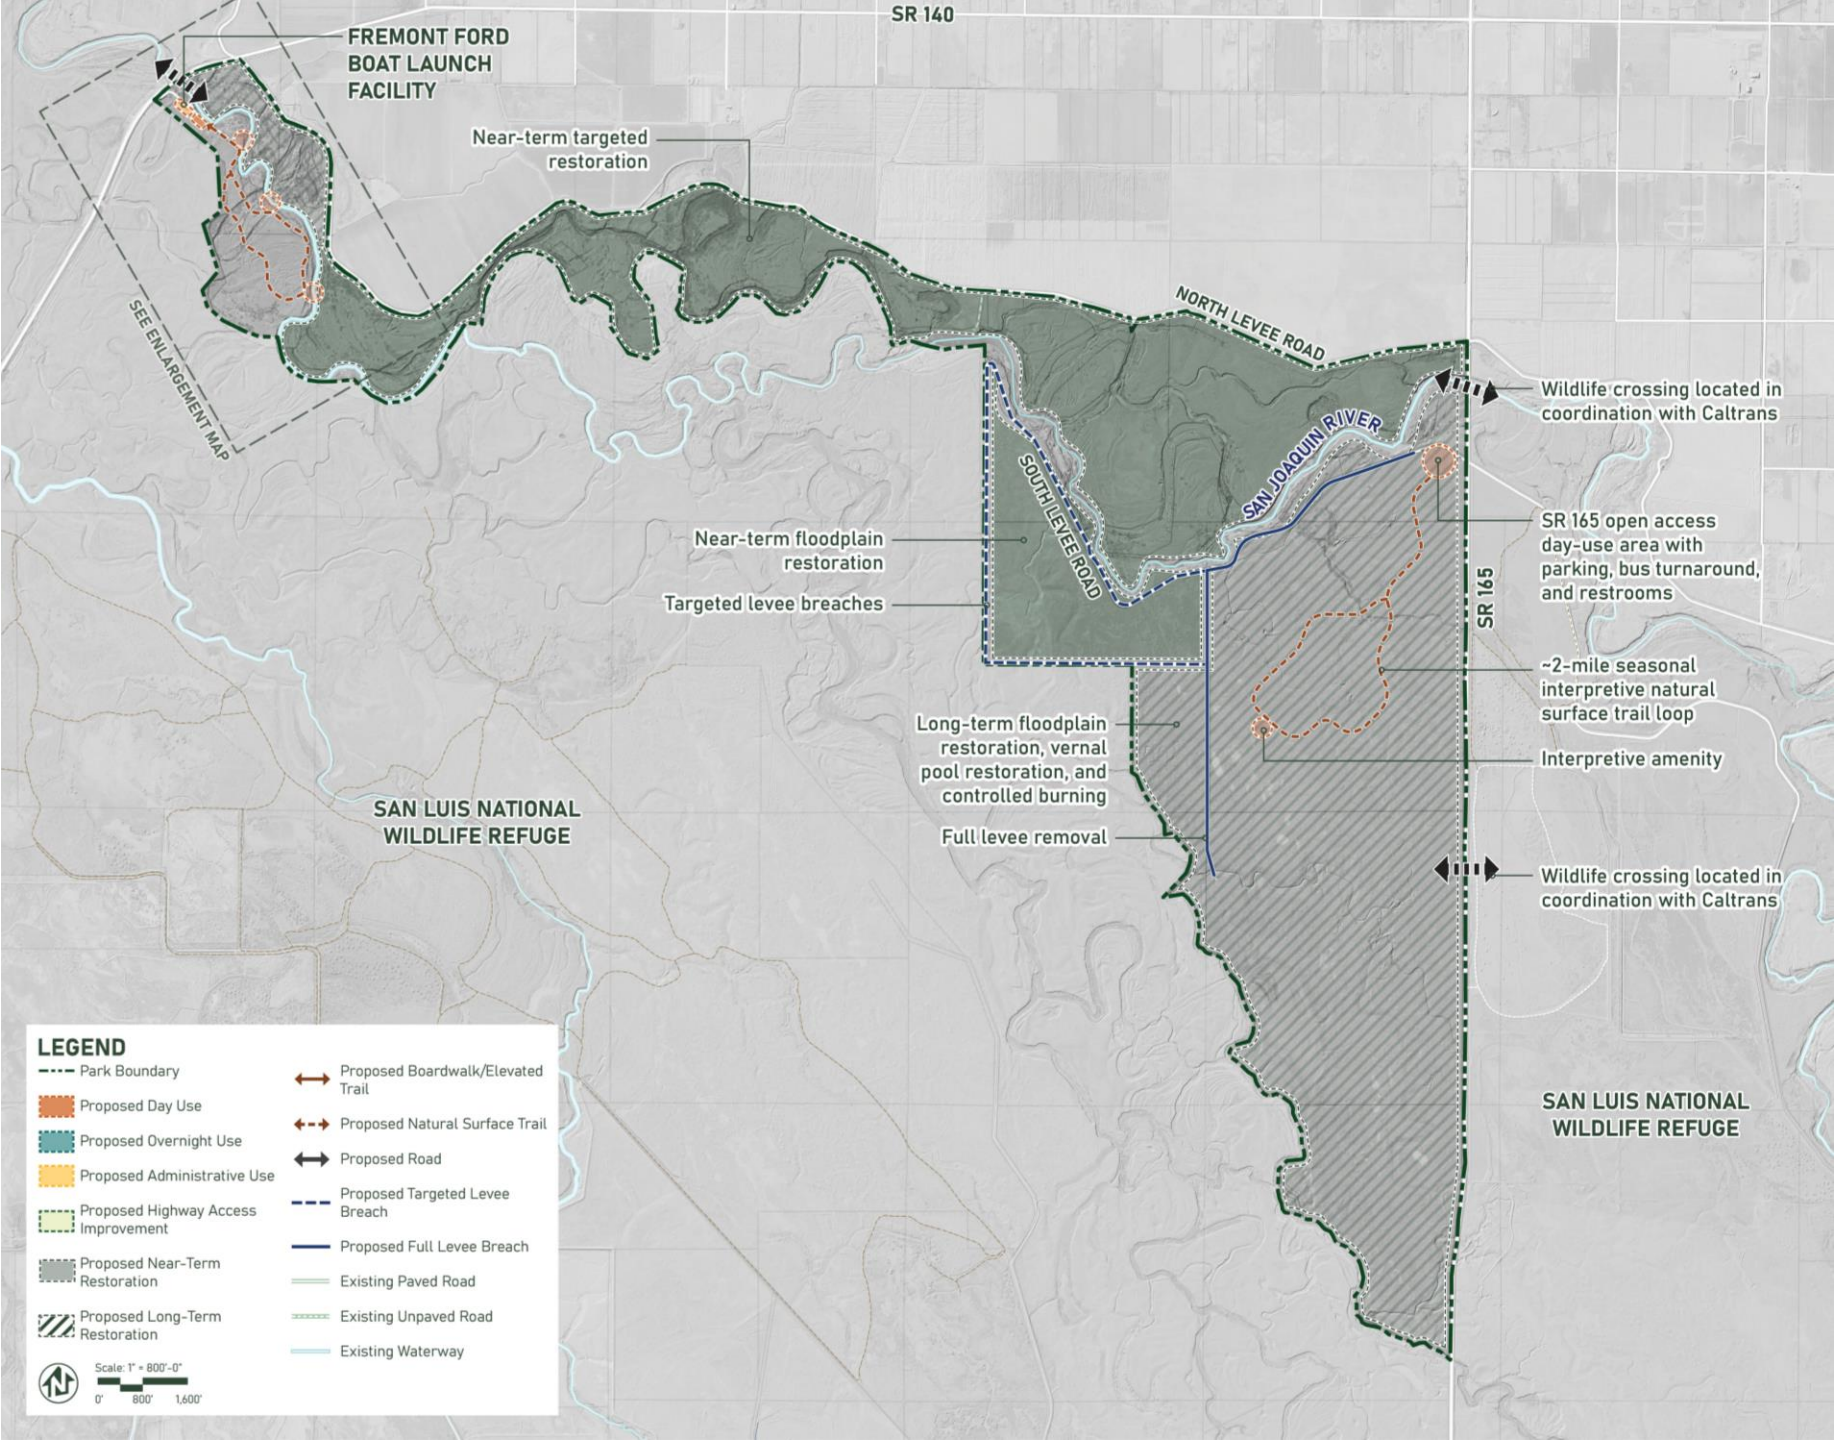 SR 140
FREMONT FORD
BOAT LAUNCH
FACILITY
Near-term targeted
restoration
SEE ENLARGEMENT MAP
NORTH LEVEE ROAD
Wildlife crossing located in
coordination with Caltrans
SAN JOAQUIN RIVER
SOUTH LEVEE ROAD
SR 165 open access
day-use area with
parking, bus turnaround,
and restrooms
Near-term floodplain
restoration
Targeted levee breaches
SR 165
~2-mile seasonal
interpretive natural
surface trail loop
Long-term floodplain
restoration, vernal
pool restoration, and
controlled burning
Interpretive amenity
Full levee removal
SAN LUIS NATIONAL
WILDLIFE REFUGE
Wildlife crossing located in
coordination with Caltrans
SAN LUIS NATIONAL
WILDLIFE REFUGE
LEGEND
Park Boundary
Proposed Day Use
Proposed Overnight Use
Proposed Administrative Use
Proposed Highway Access
Improvement
Proposed Near-Term
Restoration
Proposed Long-Term
Restoration
Proposed Boardwalk/Elevated
Trail
Proposed Natural Surface Trail
Proposed Road
Proposed Targeted Levee
Breach
Proposed Full Levee Breach
Existing Paved Road
Existing Unpaved Road
Existing Waterway
N
Scale: 1" = 800'-0"
0' 800' 1,600'